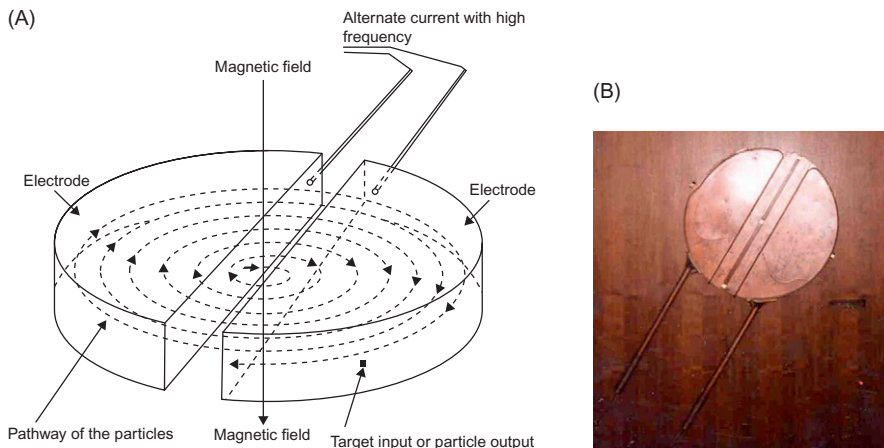 (A)
Alternate current with high
frequency
Magnetic field
Electrode
Electrode
Pathway of the particles
Magnetic field
Target input or particle output
(B)